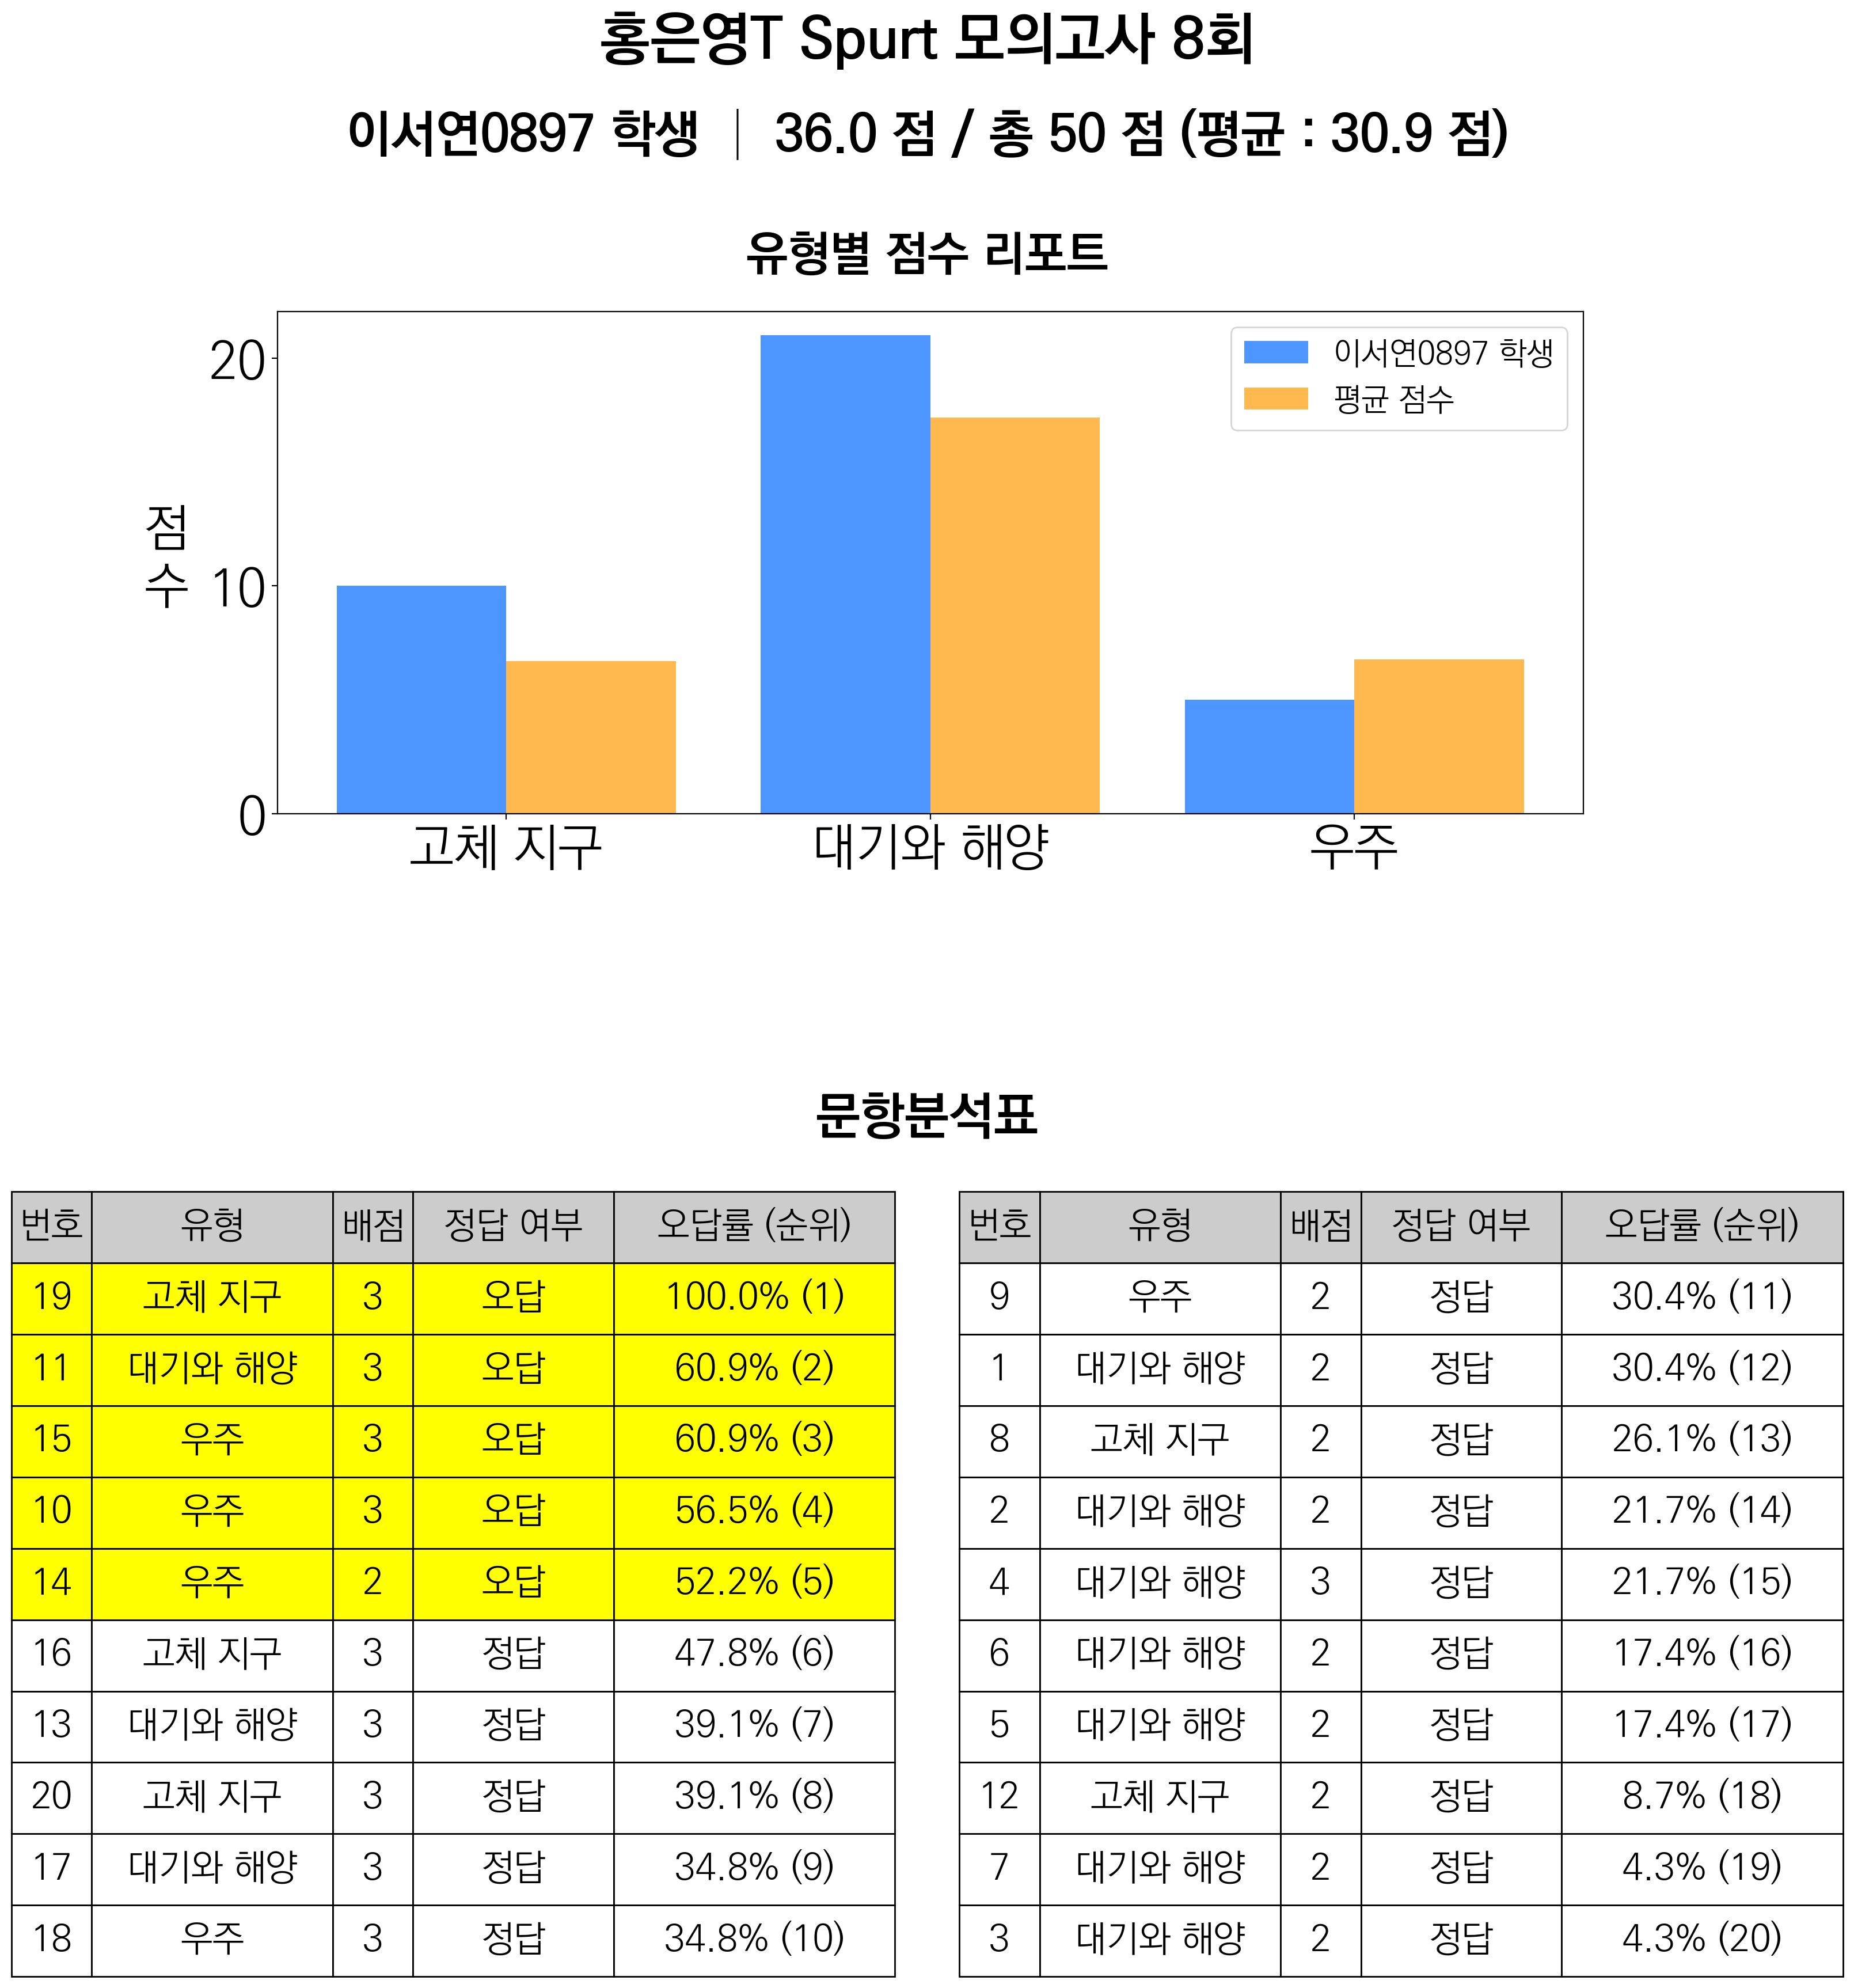 홍은영T Spurt 모의고사 8회
이서연0897 학생 │ 36.0 점 / 총 50 점 (평균 : 30.9 점)
유형별 점수 리포트
이서연0897 학생
평균 점수
점
수
20
10
0
고체 지구 대기와 해양 우주
문항분석표
번호 유형 배점 정답 여부 오답률 (순위)
19 고체 지구 3 오답 100.0% (1)
11 대기와 해양 3 오답 60.9% (2)
15 우주 3 오답 60.9% (3)
10 우주 3 오답 56.5% (4)
14 우주 2 오답 52.2% (5)
16 고체 지구 3 정답 47.8% (6)
13 대기와 해양 3 정답 39.1% (7)
20 고체 지구 3 정답 39.1% (8)
17 대기와 해양 3 정답 34.8% (9)
18 우주 3 정답 34.8% (10)
번호 유형 배점 정답 여부 오답률 (순위)
9 우주 2 정답 30.4% (11)
1 대기와 해양 2 정답 30.4% (12)
8 고체 지구 2 정답 26.1% (13)
2 대기와 해양 2 정답 21.7% (14)
4 대기와 해양 3 정답 21.7% (15)
6 대기와 해양 2 정답 17.4% (16)
5 대기와 해양 2 정답 17.4% (17)
12 고체 지구 2 정답 8.7% (18)
7 대기와 해양 2 정답 4.3% (19)
3 대기와 해양 2 정답 4.3% (20)